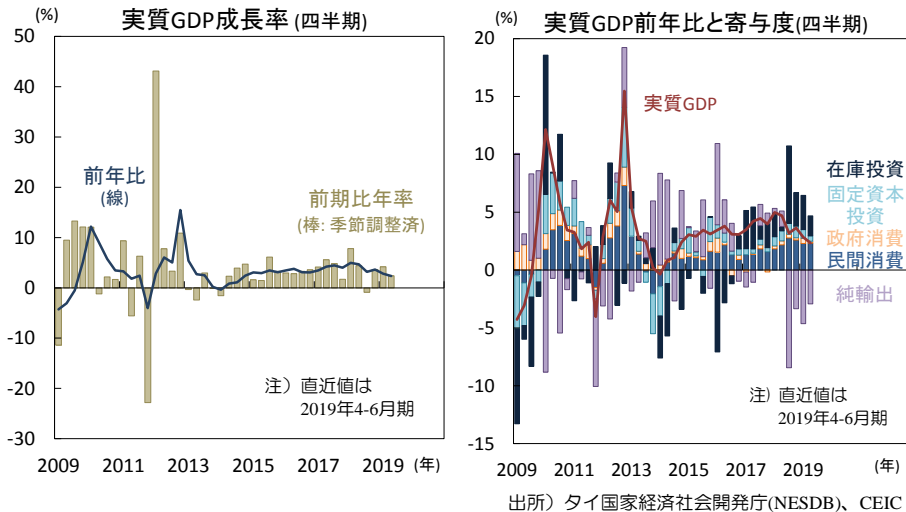 実質GDP成長率(四半期)
(%)
50
40
30
20
10
0
-10
-20
-30
前年比
(線)
前期比年率
(棒: 季節調整済)
注）直近値は
2019年4-6月期
2009 2011 2013 2015 2017 2019 (年)
実質GDP前年比と寄与度(四半期)
(%)
20
15
10
5
0
-5
-10
-15
実質GDP
在庫投資
固定資本
投資
政府消費
民間消費
純輸出
注）直近値は
2019年4-6月期
2009 2011 2013 2015 2017 2019 (年)
出所）タイ国家経済社会開発庁(NESDB)、CEIC